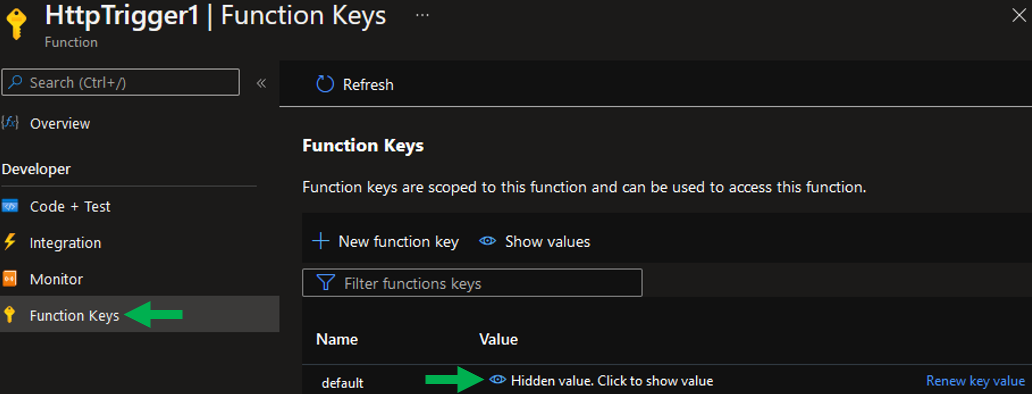 HttpTrigger1 | Function Keys ...
Function
Search (Ctrl+/)
«
Overview
Developer
Code + Test
Integration
Monitor
Function Keys
Refresh
Function Keys
Function keys are scoped to this function and can be used to access this function.
New function key Show values
Filter functions keys
Name Value
default Hidden value. Click to show value Renew key value